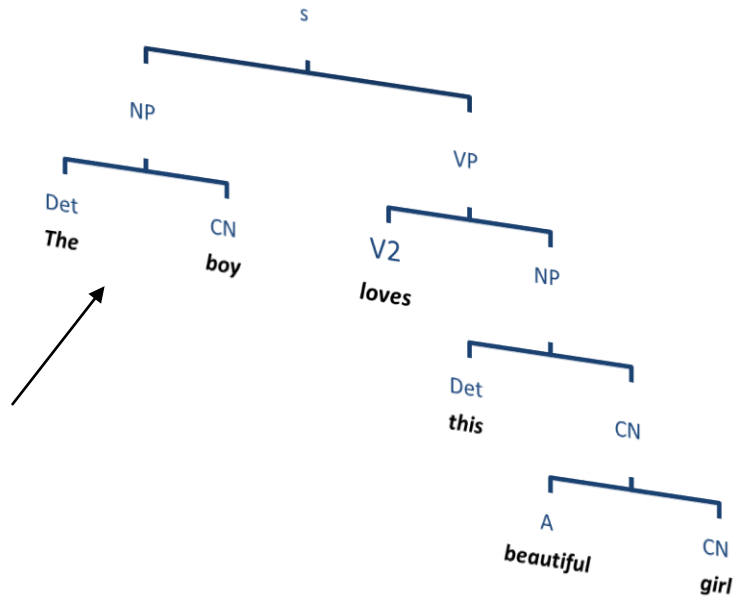 s
NP
VP
Det
CN
V2
NP
The
boy
loves
Det
CN
this
A
CN
beautiful
girl